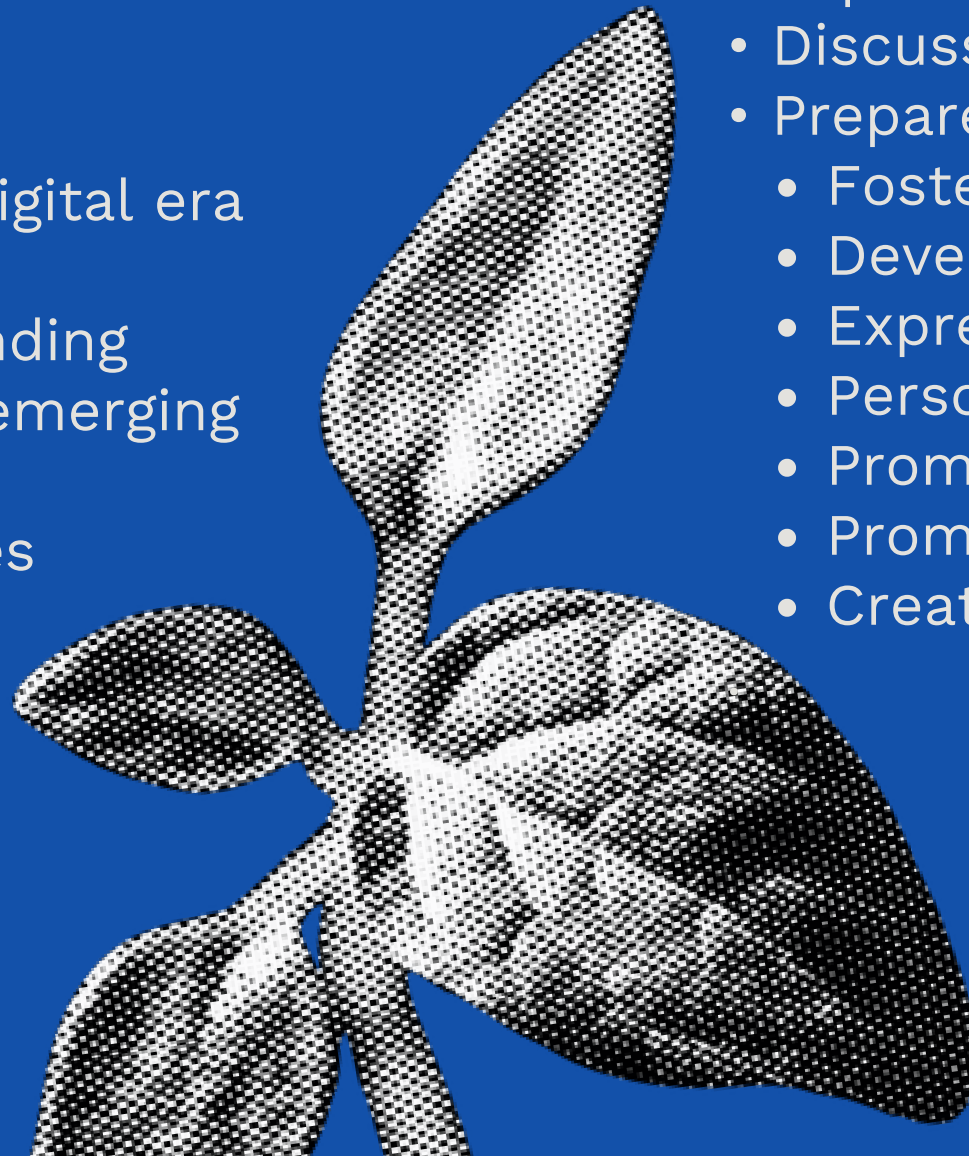 igital era
nding
emerging
es
• Discuss
• Prepare
• Foste
• Deve
• Expre
• Perso
• Prom
• Prom
• Creat